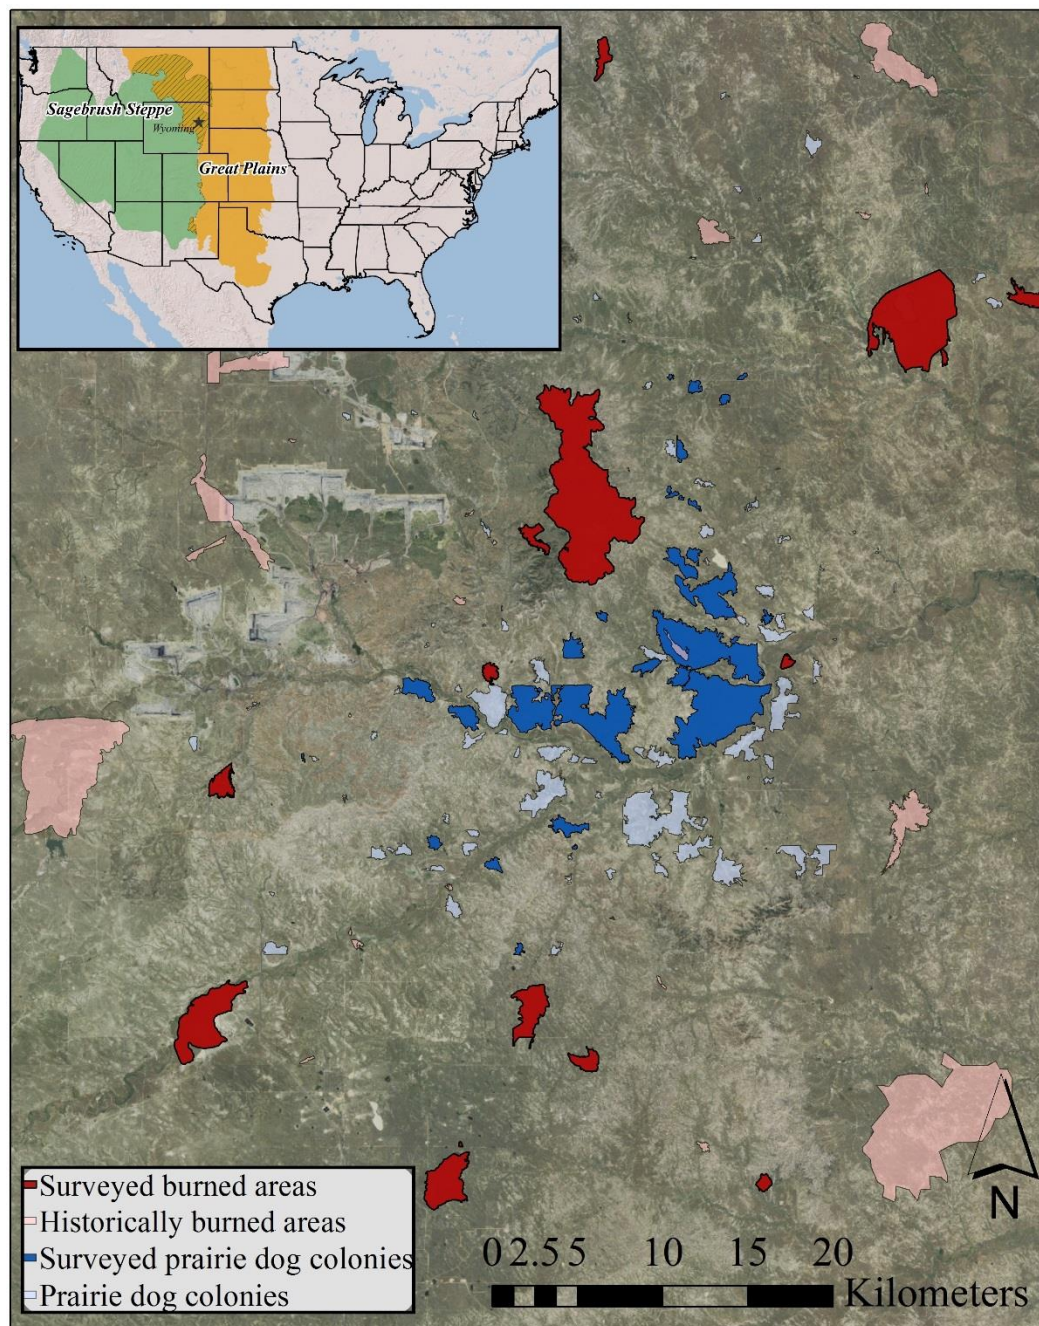 Sagebrush Steppe
Wyoming
Great Plains
Surveyed burned areas
Historically burned areas
Surveyed prairie dog colonies
Prairie dog colonies
0 2.5 5 10 15 20
Kilometers
N